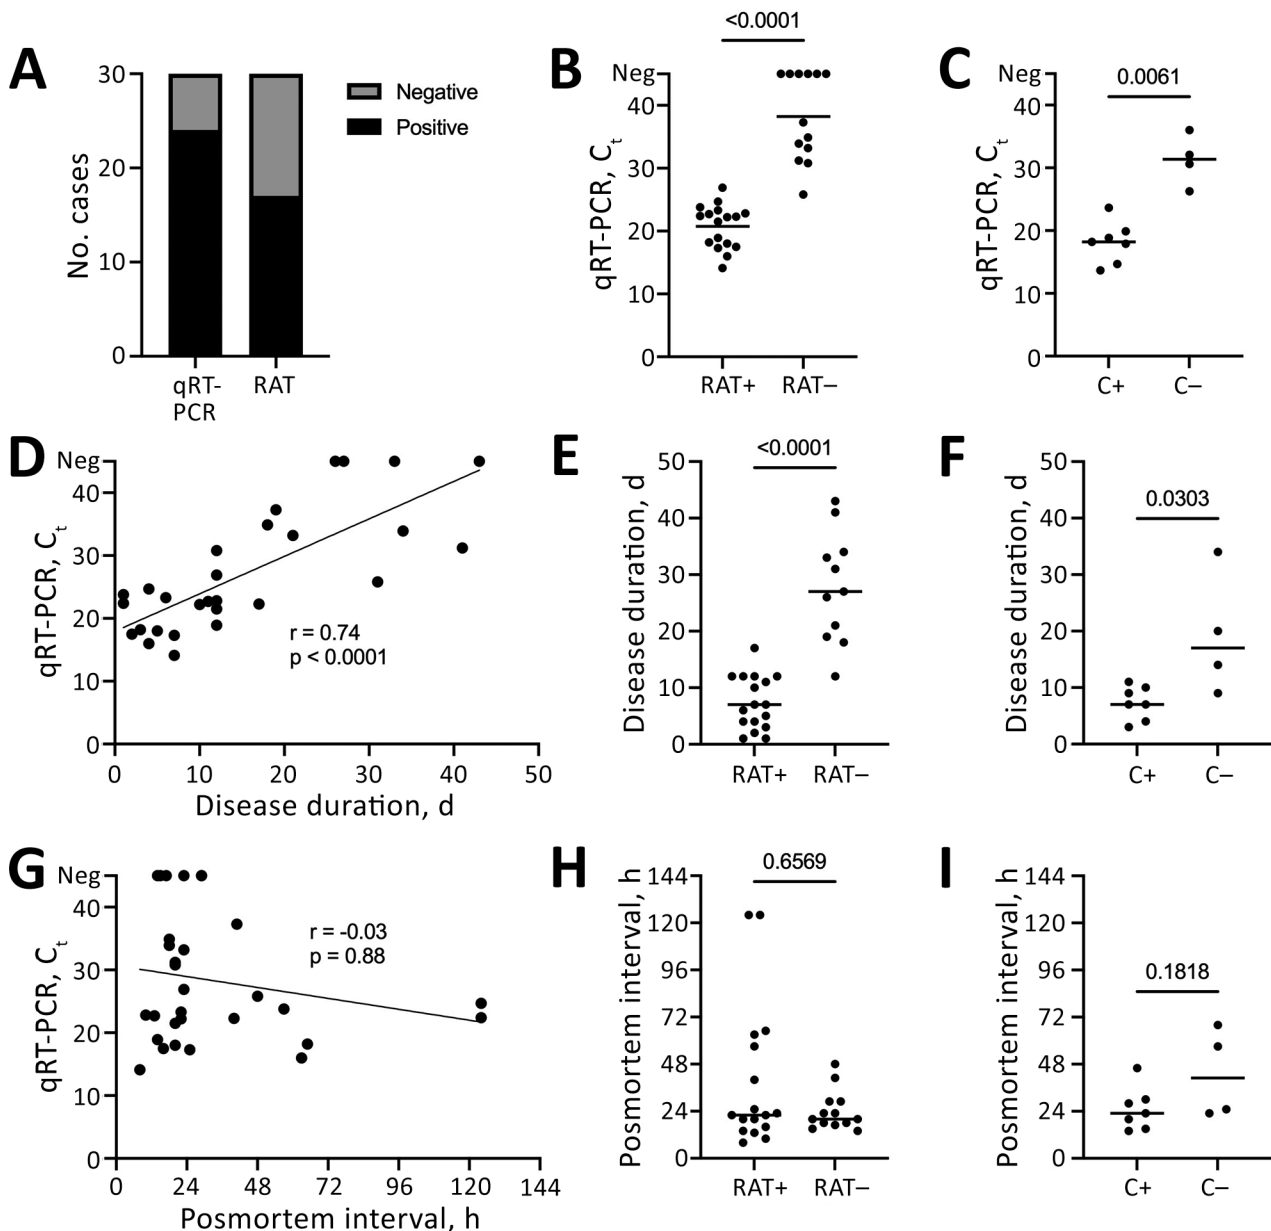 A
30
20
10
0
No. cases
qRT-
PCR
RAT
Negative
Positive
B
<0.0001
Neg
40
30
20
10
0
qRT-PCR, Ct
RAT+
RAT–
C
0.0061
Neg
40
30
20
10
0
qRT-PCR, Ct
C+
C–
D
Neg
40
30
20
10
0
qRT-PCR, Ct
r = 0.74
p < 0.0001
0 10 20 30 40 50
Disease duration, d
E
<0.0001
50
40
30
20
10
0
Disease duration, d
RAT+
RAT–
F
0.0303
50
40
30
20
10
0
Disease duration, d
C+
C–
G
Neg
40
30
20
10
0
qRT-PCR, Ct
r = -0.03
p = 0.88
0 24 48 72 96 120 144
Posmortem interval, h
H
0.6569
144
120
96
72
48
24
0
Posmortem interval, h
RAT+
RAT–
I
0.1818
144
120
96
72
48
24
0
Posmortem interval, h
C+
C–